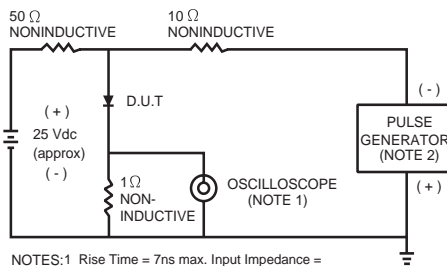 50 Ω
NONINDUCTIVE
10 Ω
NONINDUCTIVE
(+)
25 Vdc
(approx)
(-)
D.U.T
1Ω
NON-
INDUCTIVE
OSCILLOSCOPE
(NOTE 1)
(-)
PULSE
GENERATOR
(NOTE 2)
(+)
NOTES:1 Rise Time = 7ns max. Input Impedance =